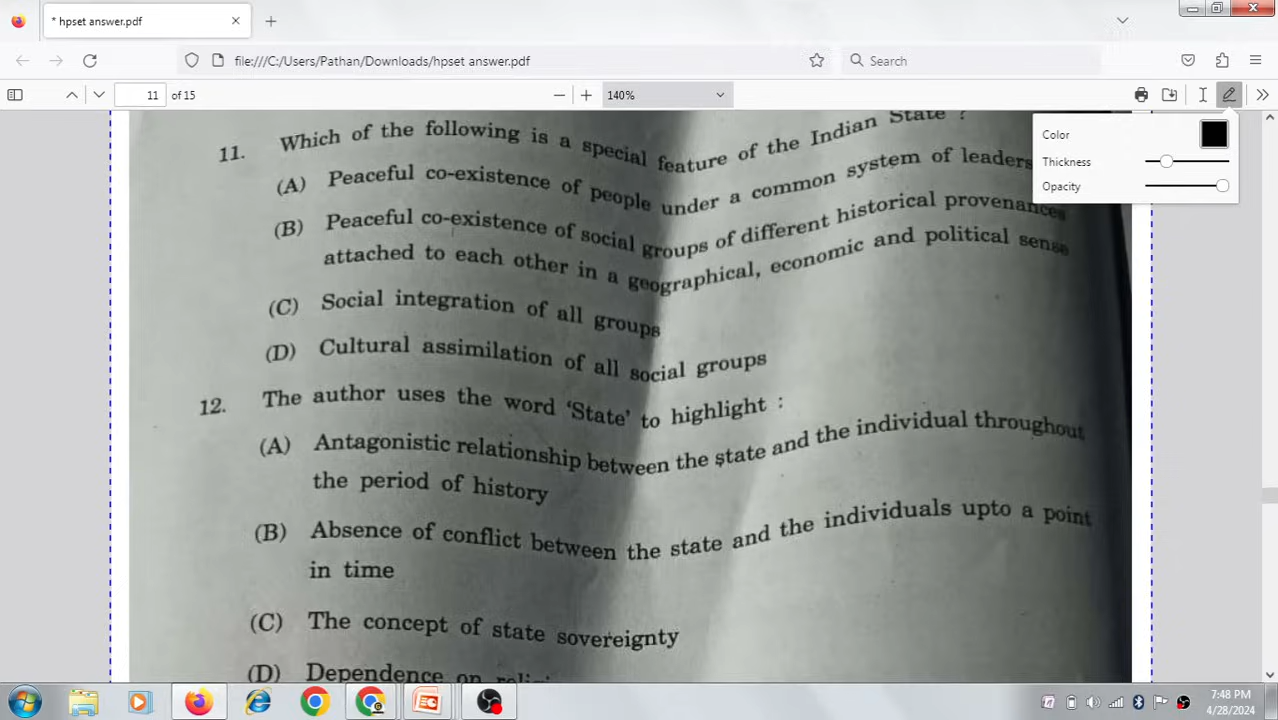 * hpset answer.pdf
file:///C:/Users/Pathan/Downloads/hpset answer.pdf
Search
11 of 15
140%
Color
Thickness
Opacity
11. Which of the following is a special feature of the Indian State ?
(A) Peaceful co-existence of people under a common system of leaders
(B) Peaceful co-existence of social groups of different historical provenances
attached to each other in a geographical, economic and political sense
(C) Social integration of all groups
(D) Cultural assimilation of all social groups
12. The author uses the word ‘State’ to highlight :
(A) Antagonistic relationship between the state and the individual throughout
the period of history
(B) Absence of conflict between the state and the individuals upto a point
in time
(C) The concept of state sovereignty
(D) Dependence on
7:48 PM
4/28/2024